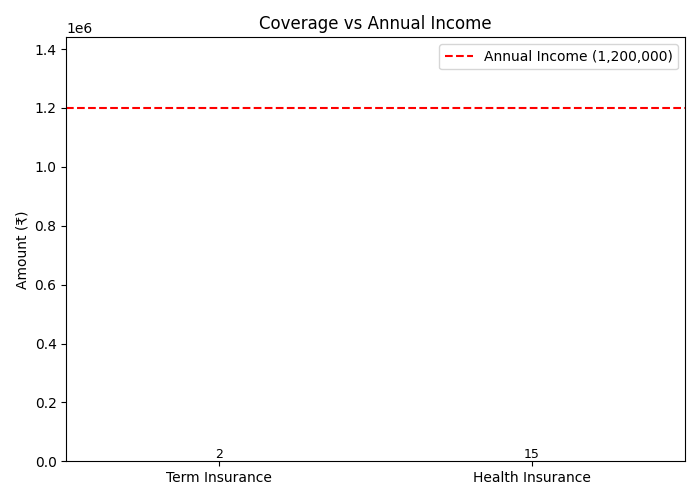 Coverage vs Annual Income
1e6
Annual Income (1,200,000)
Amount (₹)
1.4
1.2
1.0
0.8
0.6
0.4
0.2
0.0
2
15
Term Insurance
Health Insurance